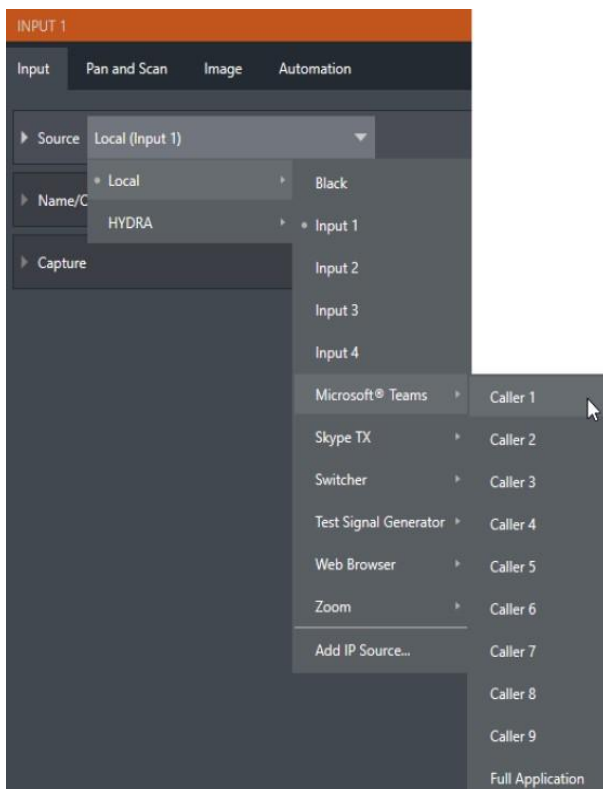 INPUT 1
Input Pan and Scan Image Automation
Source Local (Input 1)
Local
Name/C
HYDRA
Capture
Black
Input 1
Input 2
Input 3
Input 4
Microsoft® Teams
Skype TX
Switcher
Test Signal Generator
Web Browser
Zoom
Add IP Source...
Caller 1
Caller 2
Caller 3
Caller 4
Caller 5
Caller 6
Caller 7
Caller 8
Caller 9
Full Application